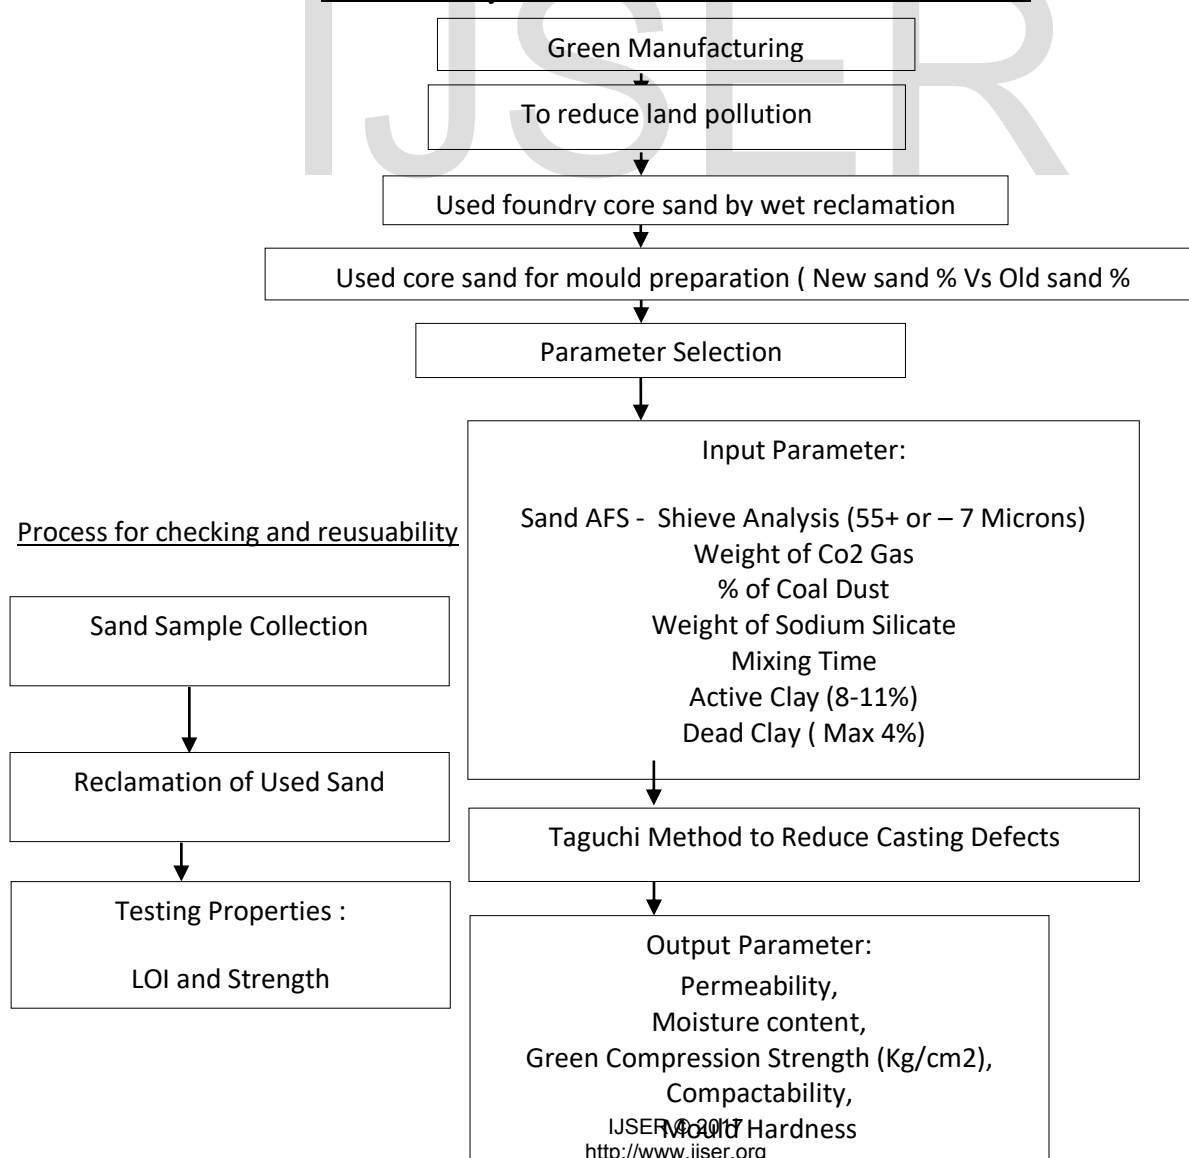 IJSER
Green Manufacturing
To reduce land pollution
Used foundry core sand by wet reclamation
Used core sand for mould preparation ( New sand % Vs Old sand %
Parameter Selection
Input Parameter:
Sand AFS - Shieve Analysis (55+ or – 7 Microns)
Weight of Co2 Gas
% of Coal Dust
Weight of Sodium Silicate
Mixing Time
Active Clay (8-11%)
Dead Clay ( Max 4%)
Taguchi Method to Reduce Casting Defects
Output Parameter:
Permeability,
Moisture content,
Green Compression Strength (Kg/cm2),
Compactability,
Mould Hardness
Process for checking and reusuability
Sand Sample Collection
Reclamation of Used Sand
Testing Properties :
LOI and Strength
IJSER © 2017
http://www.ijser.org